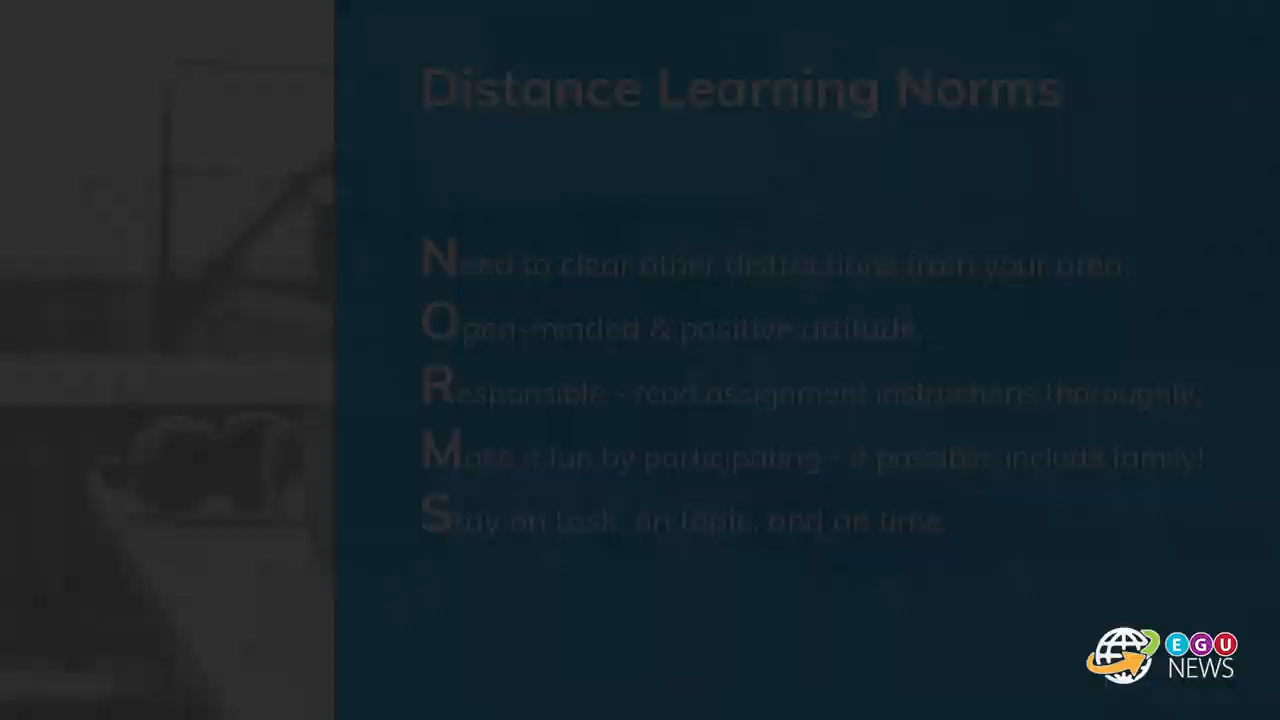 Distance Learning Norms
Need to clear other distractions from your area.
Open-minded & positive attitude.
Responsible - read assignment instructions thoroughly.
Make it fun by participating - if possible, include family!
Stay on task, on topic, and on time.
EGU
NEWS